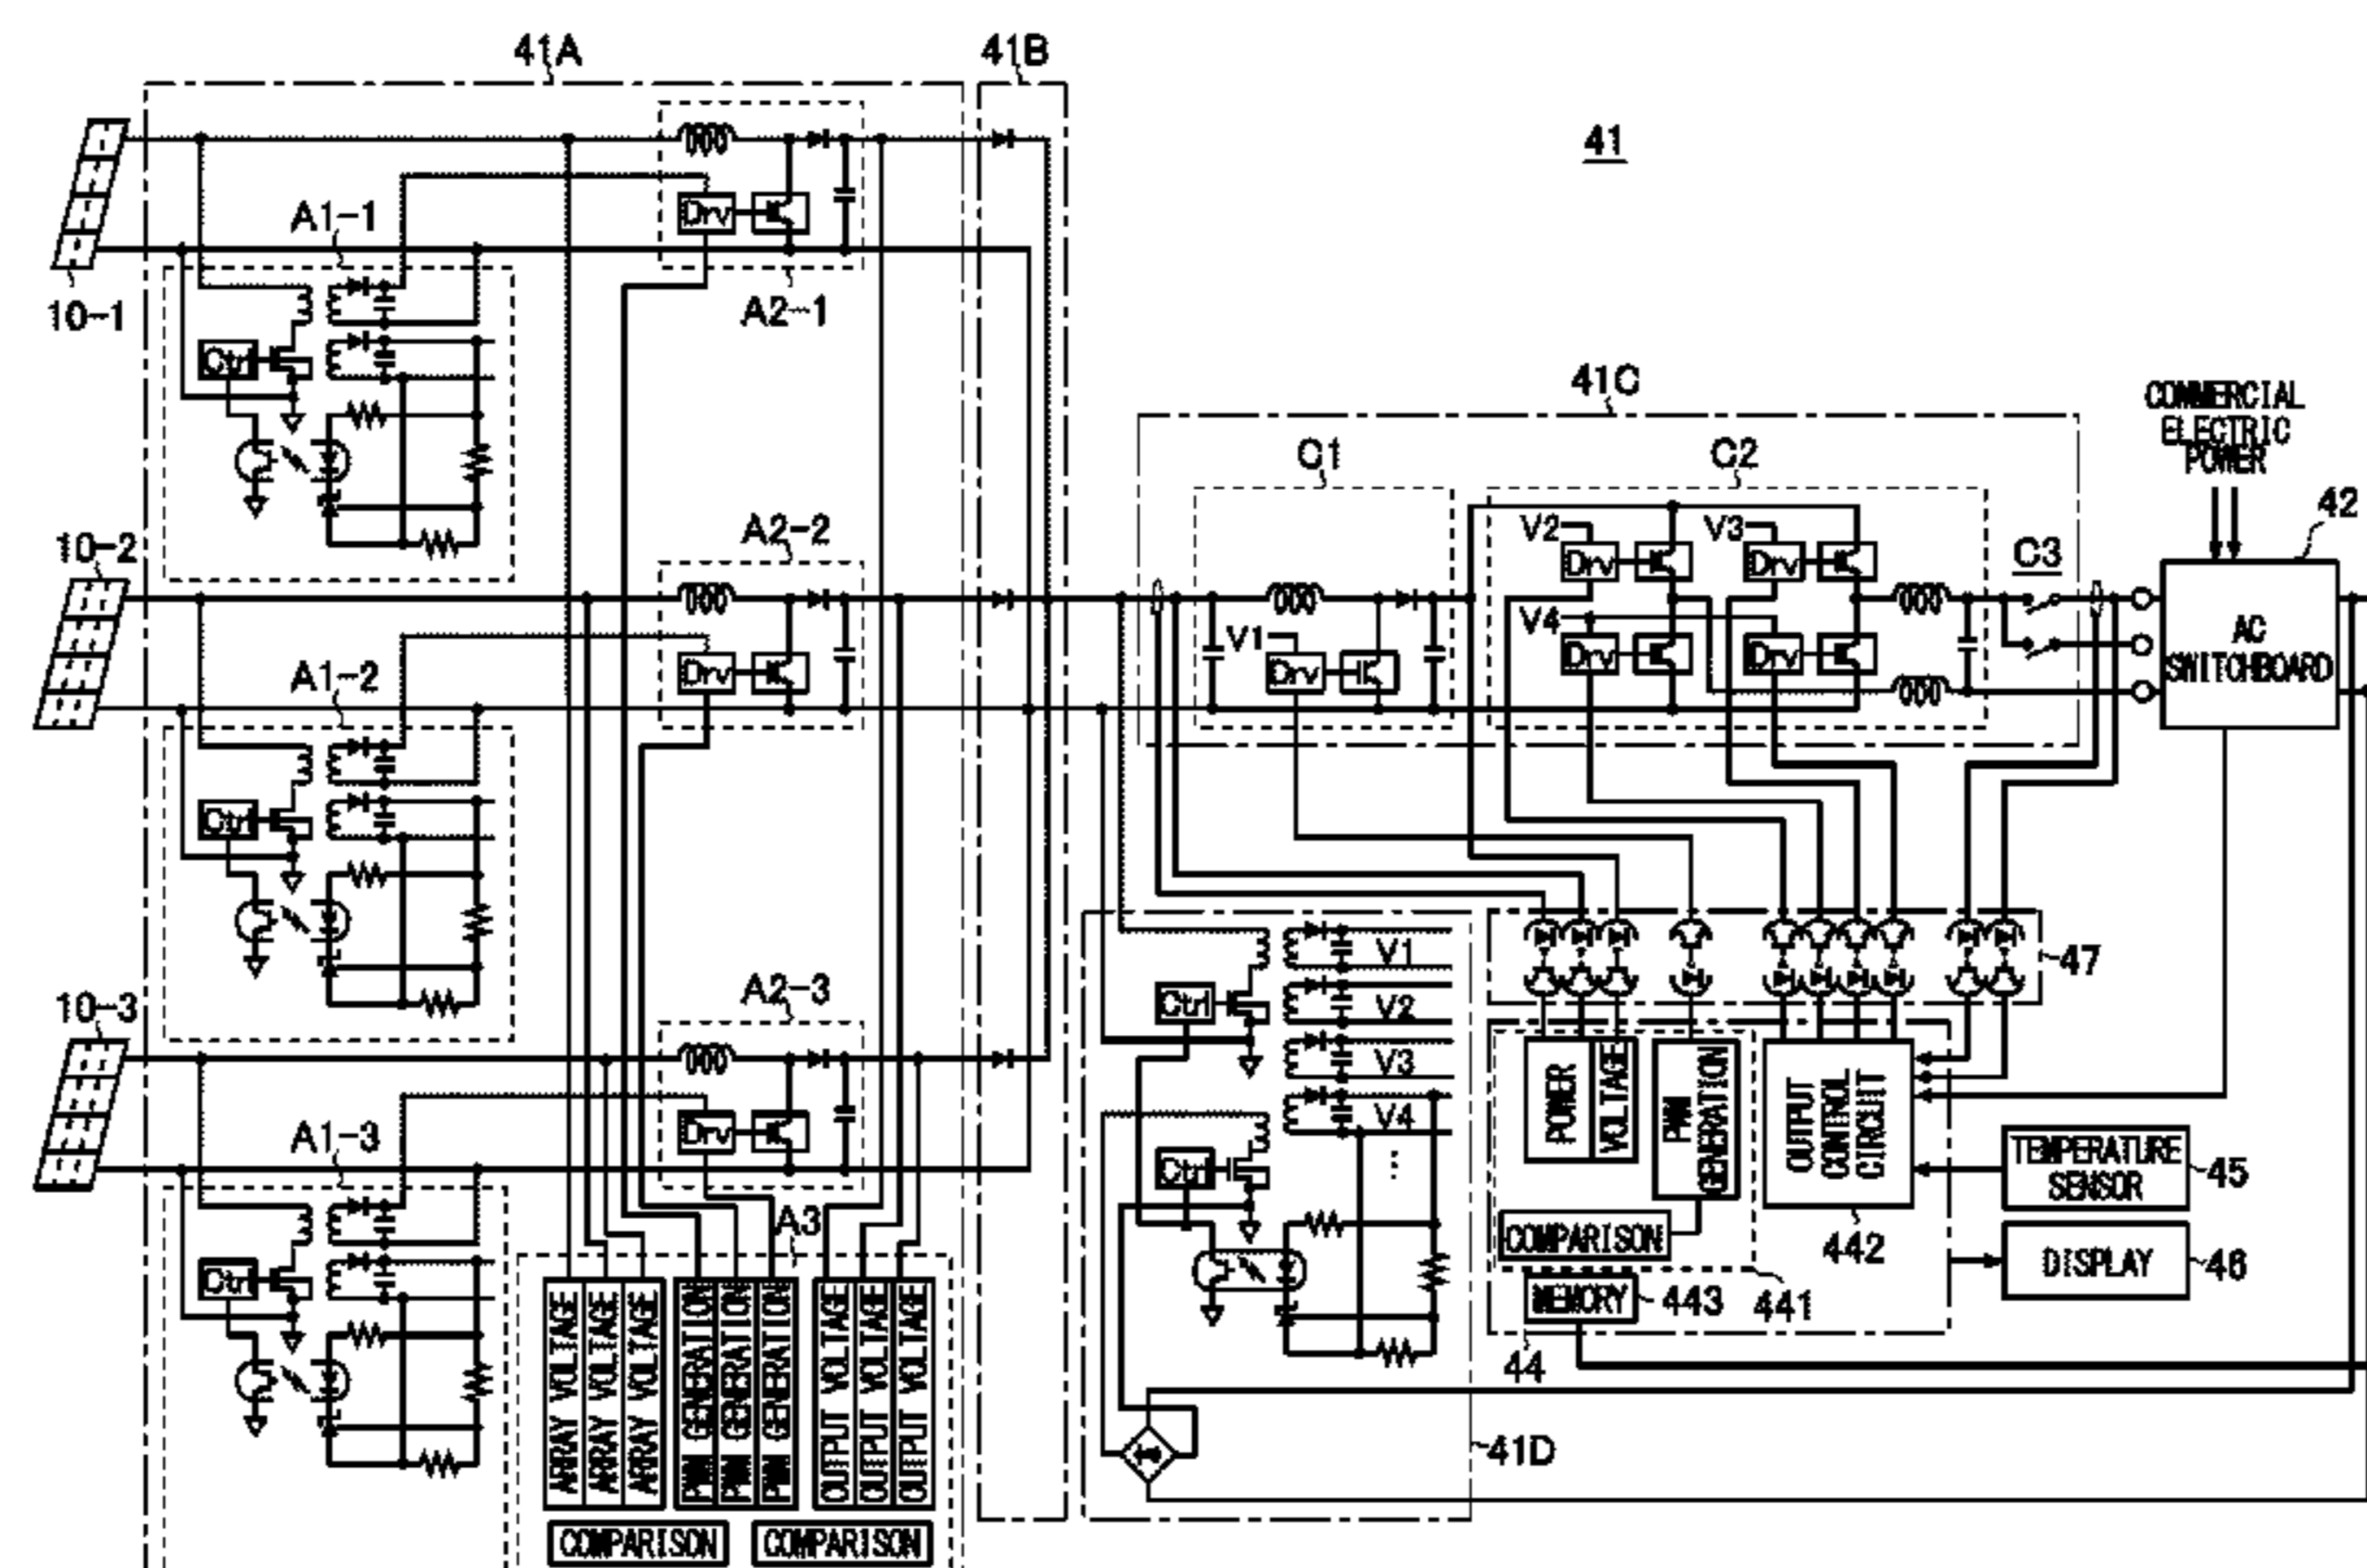 41A
41B
41
A1-1
10-1
Drv
A2-1
Ctrl
41C
COMMERCIAL
ELECTRIC
POWER
C1
C2
42
10-2
A2-2
V2
Drv
V3
Drv
C3
V1
Drv
V4
Drv
Drv
AC
SWITCHBOARD
Drv
A1-2
Ctrl
10-3
A2-3
V1
47
Ctrl
V2
V3
V4
Drv
A1-3
Ctrl
Ctrl
POWER
VOLTAGE
PWM
GENERATION
OUTPUT
CONTROL
CIRCUIT
TEMPERATURE
SENSOR
45
A3
COMPARISON
442
DISPLAY
46
MEMORY
443
441
44
ARRAY VOLTAGE
ARRAY VOLTAGE
ARRAY VOLTAGE
PWM GENERATION
PWM GENERATION
PWM GENERATION
OUTPUT VOLTAGE
OUTPUT VOLTAGE
OUTPUT VOLTAGE
41D
COMPARISON
COMPARISON